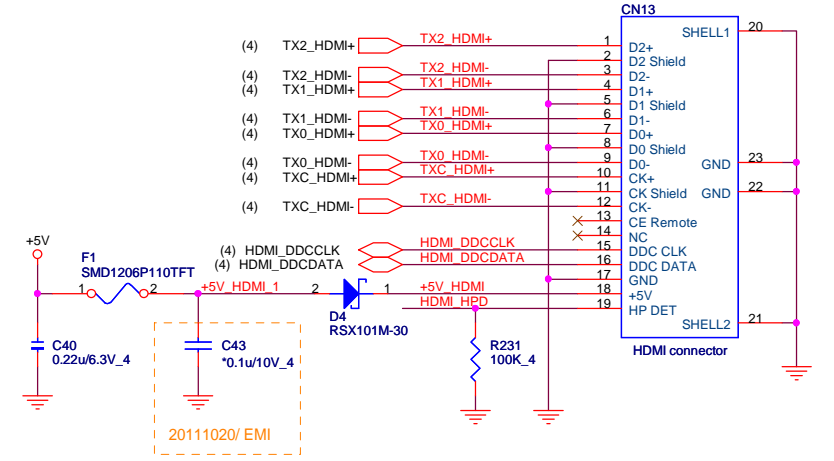 CN13
SHELL1 20
(4) TX2_HDMI+ TX2_HDMI+ 1 D2+
2 D2 Shield
(4) TX2_HDMI- TX2_HDMI- 3 D2-
(4) TX1_HDMI+ TX1_HDMI+ 4 D1+
5 D1 Shield
(4) TX1_HDMI- TX1_HDMI- 6 D1-
(4) TX0_HDMI+ TX0_HDMI+ 7 D0+
8 D0 Shield
(4) TX0_HDMI- TX0_HDMI- 9 D0- GND 23
(4) TXC_HDMI+ TXC_HDMI+ 10 CK+
11 CK Shield GND 22
(4) TXC_HDMI- TXC_HDMI- 12 CK-
13 CE Remote
14 NC
(4) HDMI_DDCCLK HDMI_DDCCLK 15 DDC CLK
(4) HDMI_DDCDATA HDMI_DDCDATA 16 DDC DATA
17 GND
+5V
F1
SMD1206P110TFT
1 2 +5V_HDMI_1 2 1 +5V_HDMI 18 +5V
HDMI_HPD 19 HP DET
SHELL2 21
D4
RSX101M-30
HDMI connector
C40
0.22u/6.3V_4
C43
*0.1u/10V_4
R231
100K_4
20111020/ EMI